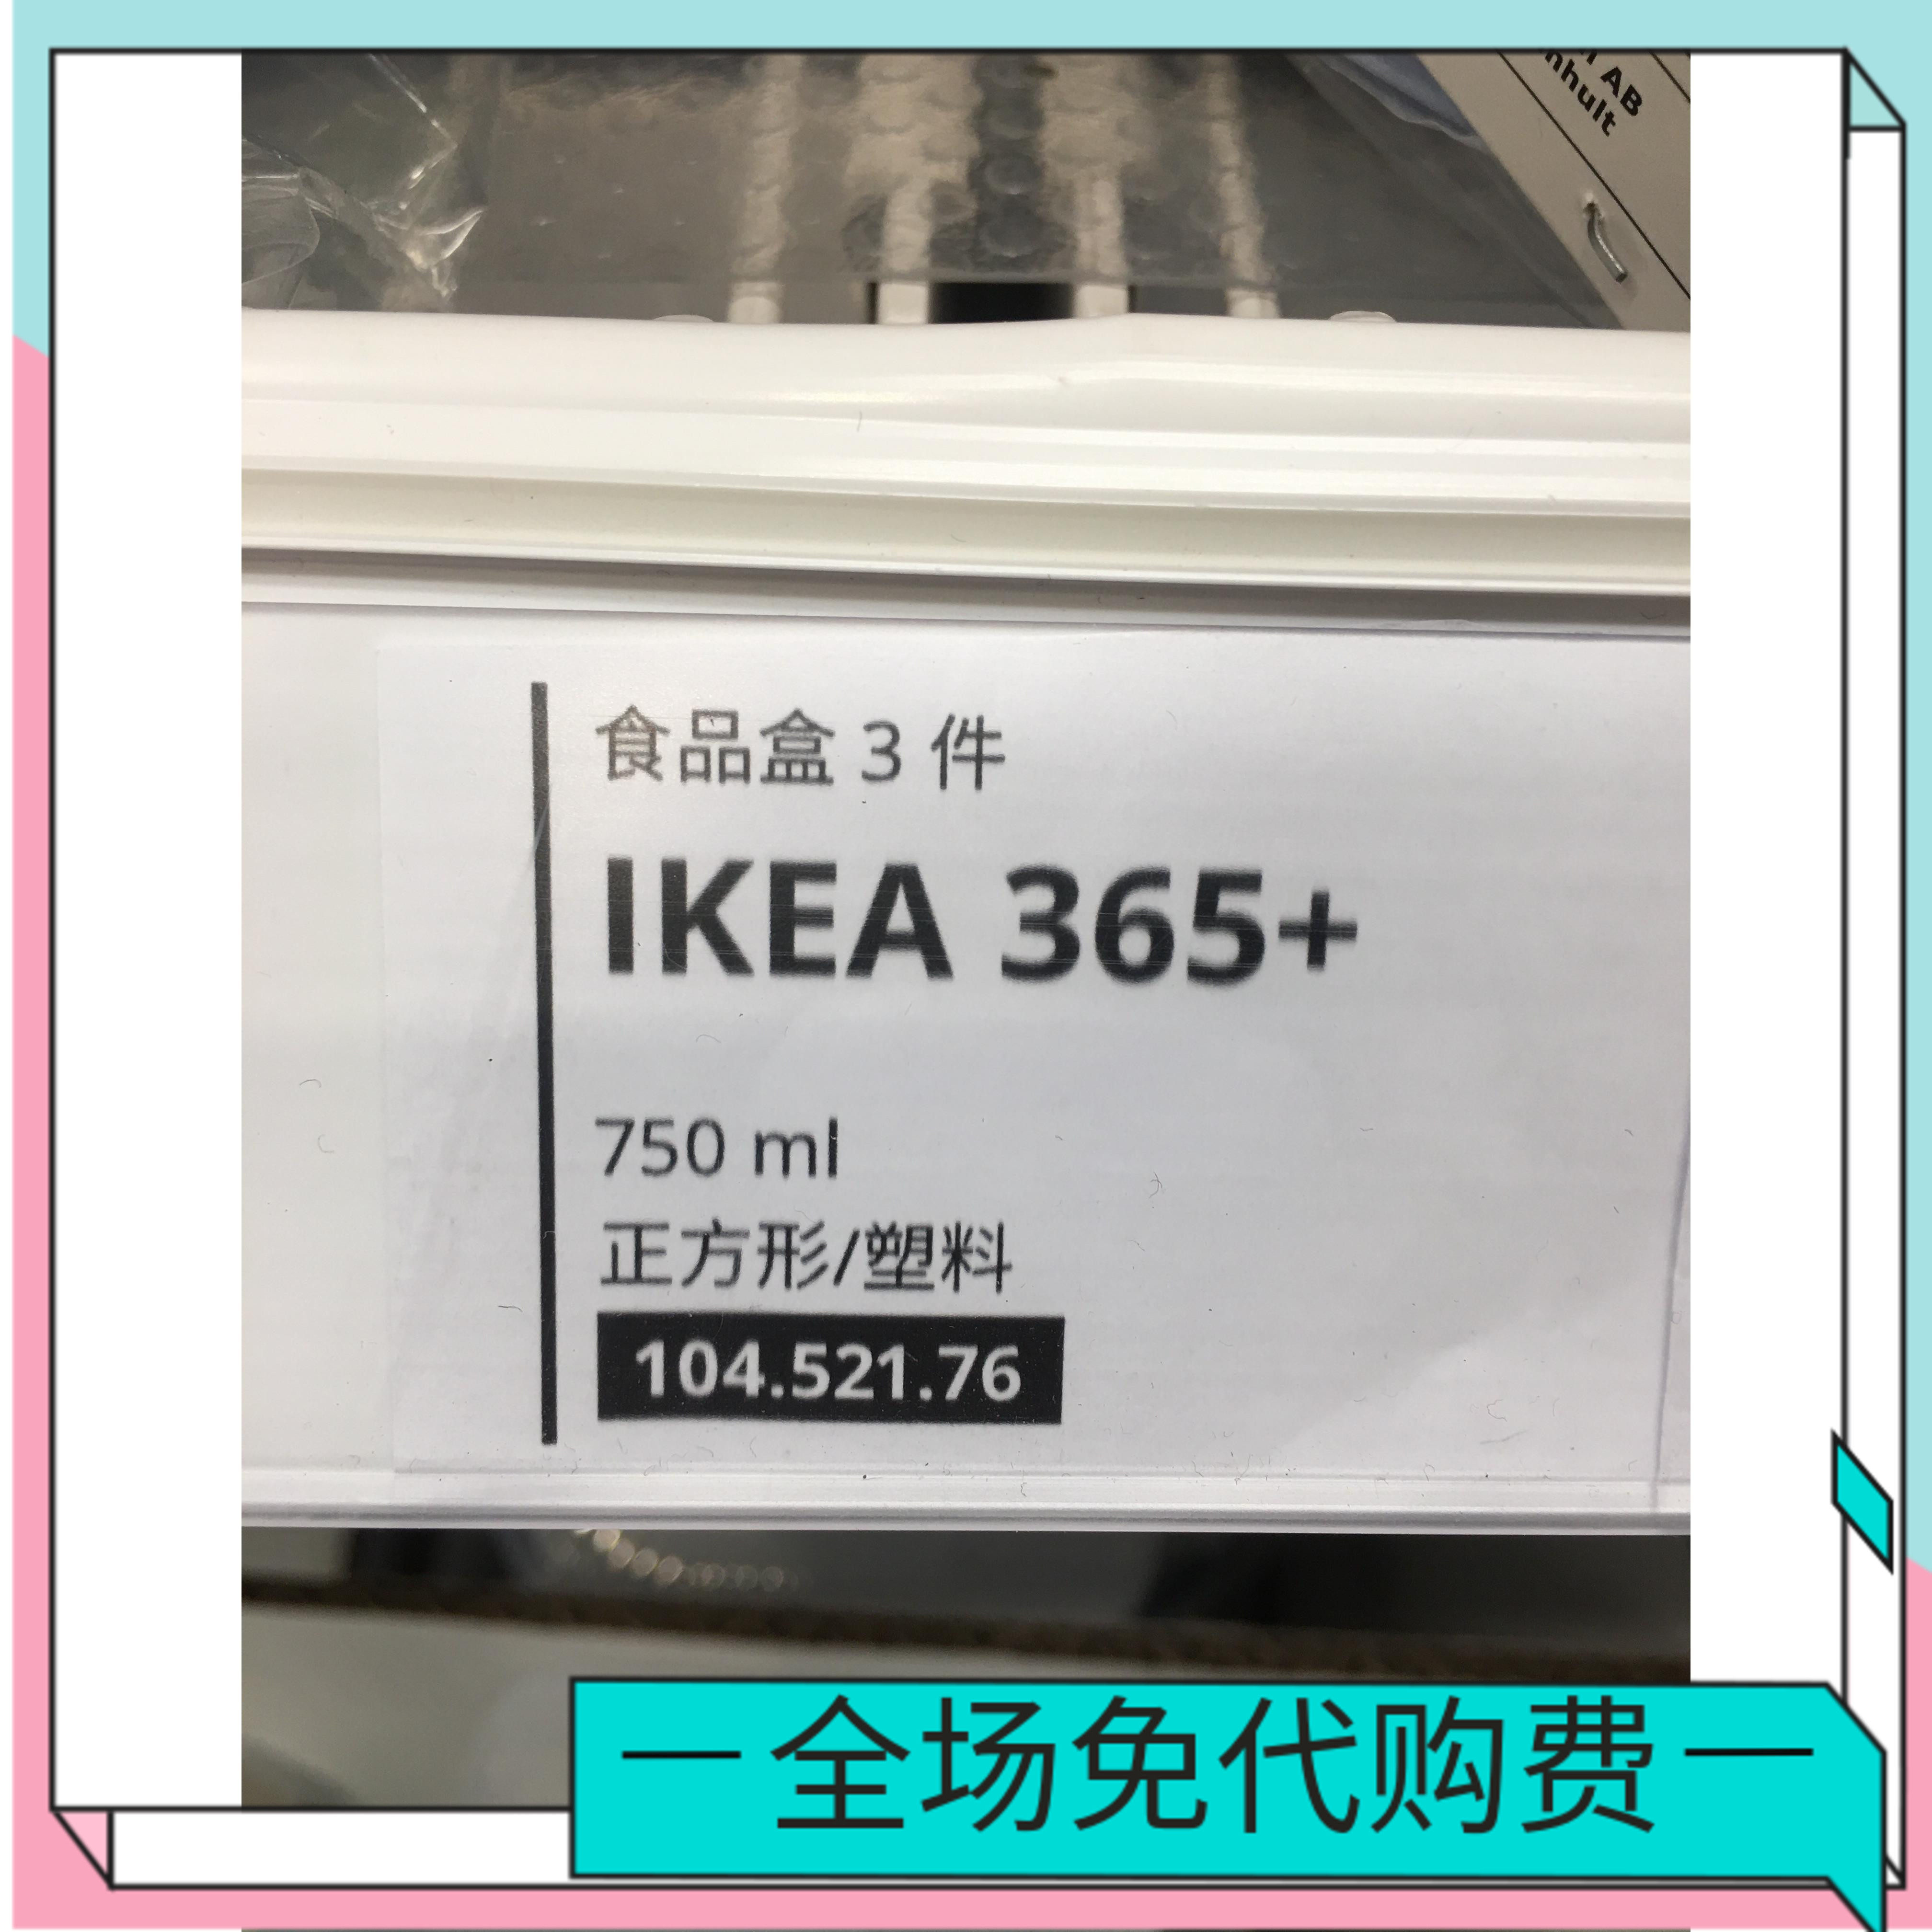 AB
食品盒 3 件
IKEA 365+
750 ml
正方形/塑料
104.521.76
全场免代购费